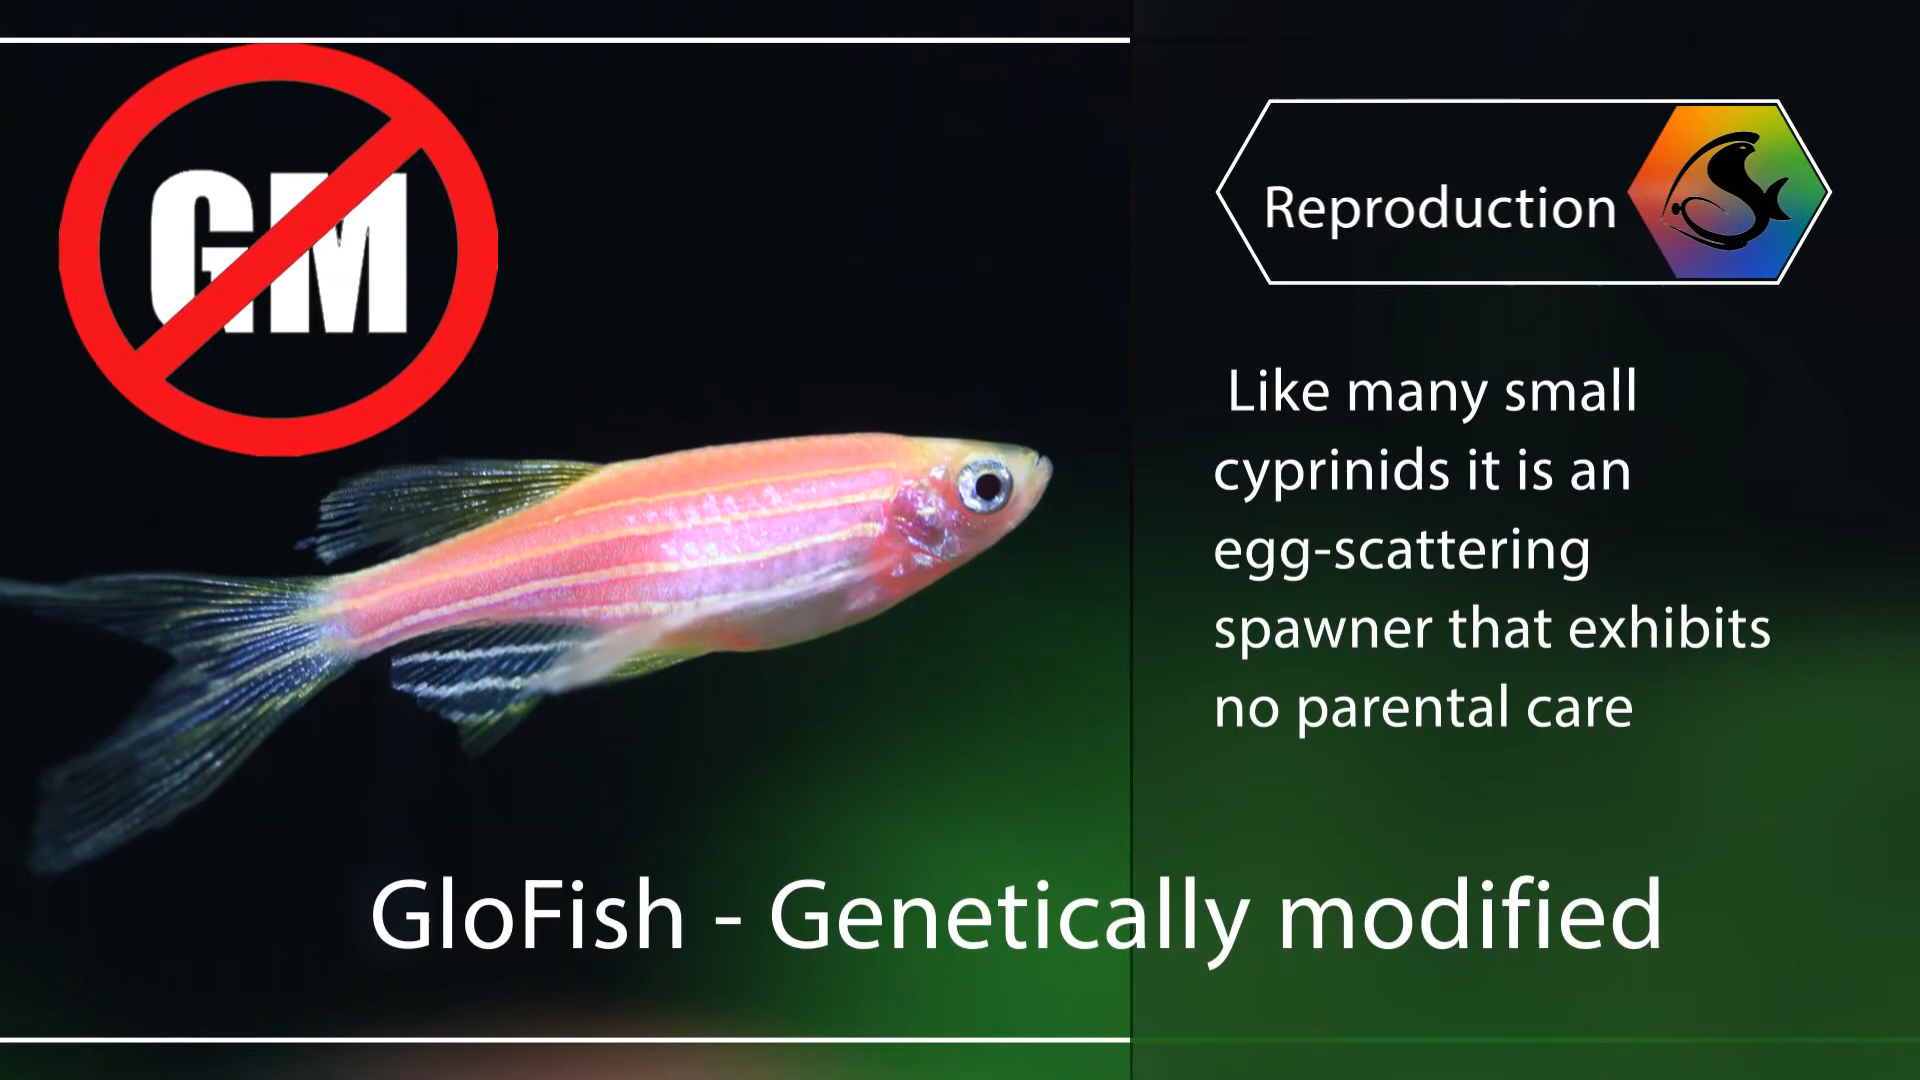 GM
Reproduction
Like many small
cyprinids it is an
egg-scattering
spawner that exhibits
no parental care
GloFish - Genetically modified